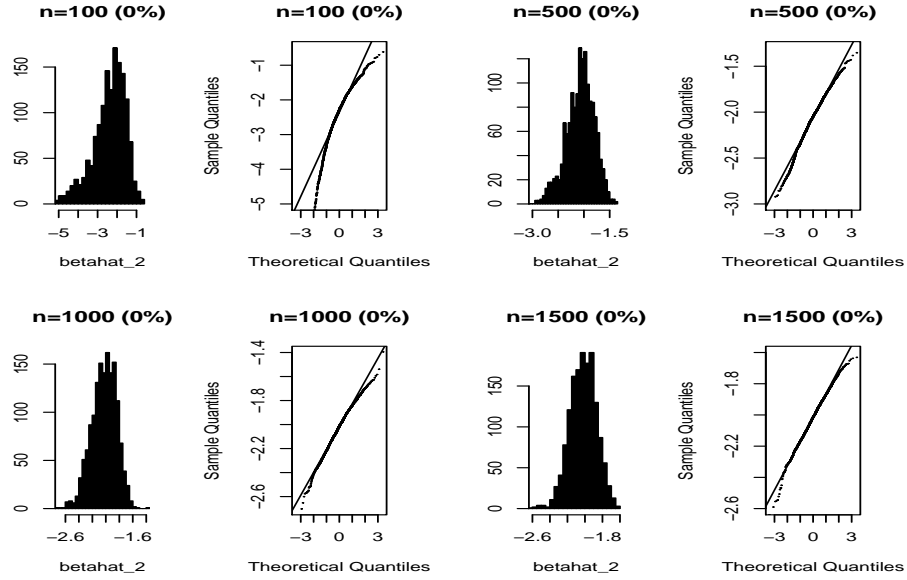 n=100 (0%)
0 50 100 150
−5 −3 −1
betahat_2
n=100 (0%)
Sample Quantiles
−5 −4 −3 −2 −1
−3 0 3
Theoretical Quantiles
n=500 (0%)
0 20 60 100
−3.0 −1.5
betahat_2
n=500 (0%)
Sample Quantiles
−3.0 −2.5 −2.0 −1.5
−3 0 3
Theoretical Quantiles
n=1000 (0%)
0 50 100 150
−2.6 −1.6
betahat_2
n=1000 (0%)
Sample Quantiles
−2.6 −2.2 −1.8 −1.4
−3 0 3
Theoretical Quantiles
n=1500 (0%)
0 50 100 150
−2.6 −1.8
betahat_2
n=1500 (0%)
Sample Quantiles
−2.6 −2.2 −1.8
−3 0 3
Theoretical Quantiles